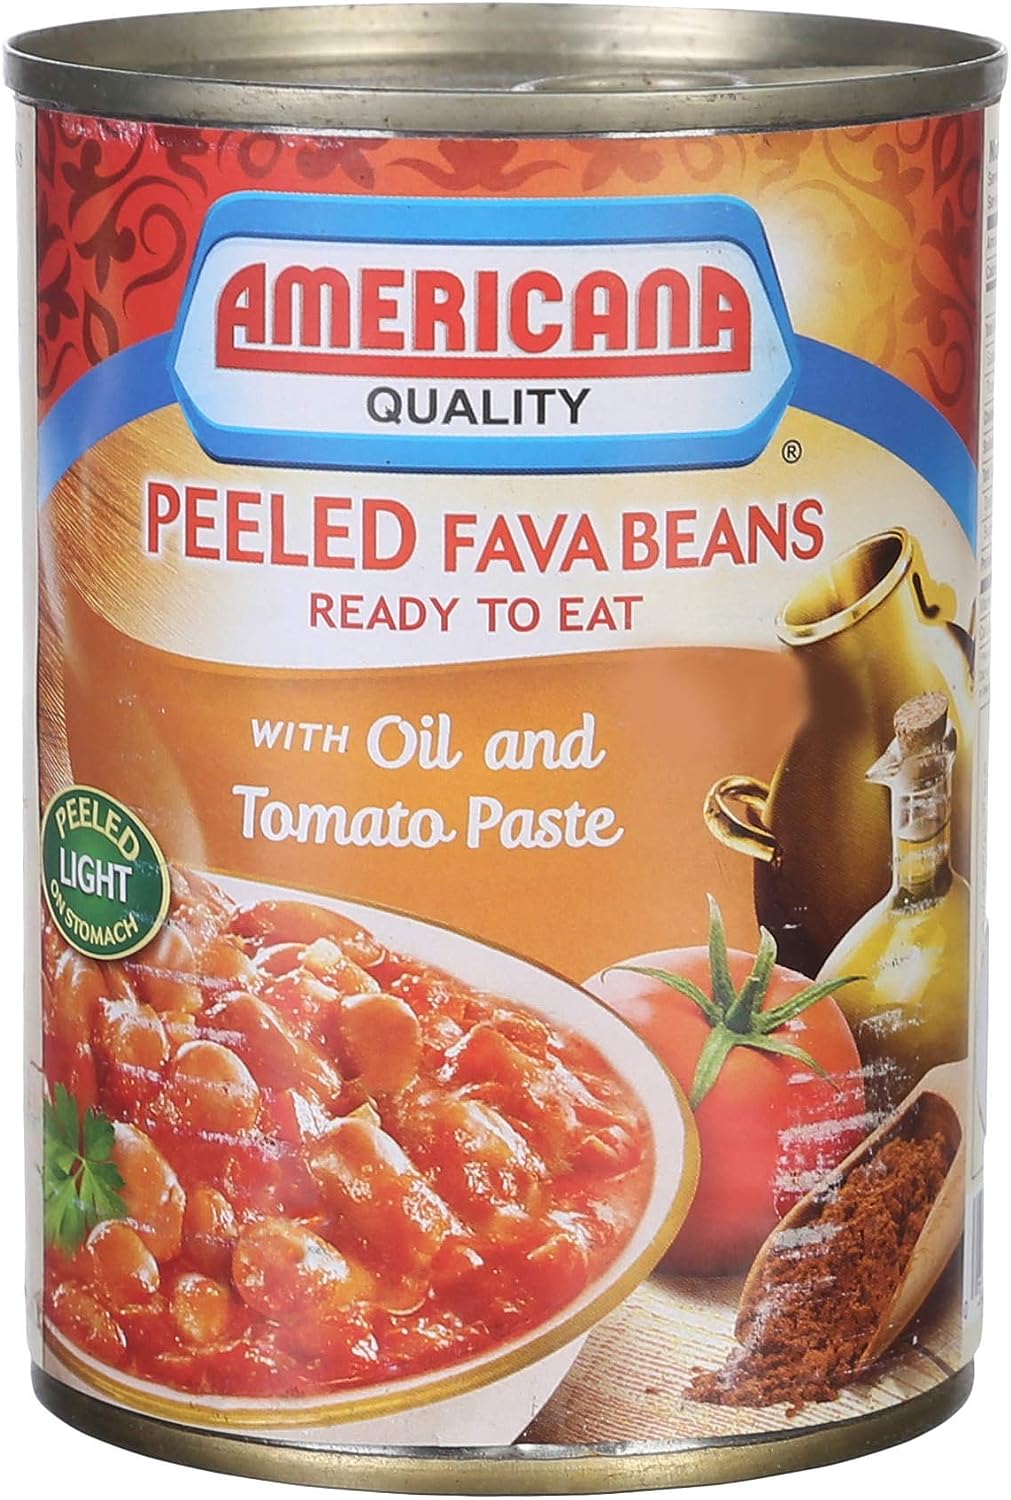 AMERICANA
QUALITY
®
PEELED FAVA BEANS
READY TO EAT
WITH Oil and
Tomato Paste
PEELED
LIGHT
ON STOMACH